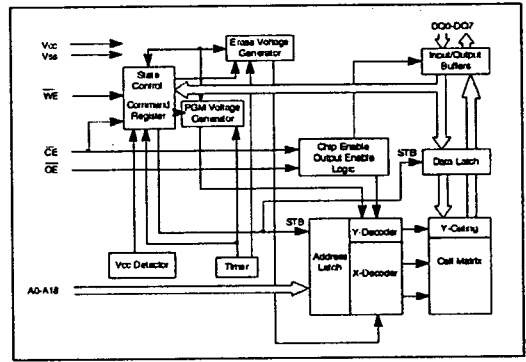 DQ0-DQ7
Vcc
Vss
Erase Voltage
Generator
Input/Output
Buffers
State
Control
Command
Register
WE
PGM Voltage
Generator
CE
OE
Chip Enable
Output Enable
Logic
STB
Data Latch
STB
Y-Decoder
Y-Gating
Address
Latch
X-Decoder
Cell Matrix
Vcc Detector
Timer
A0-A18